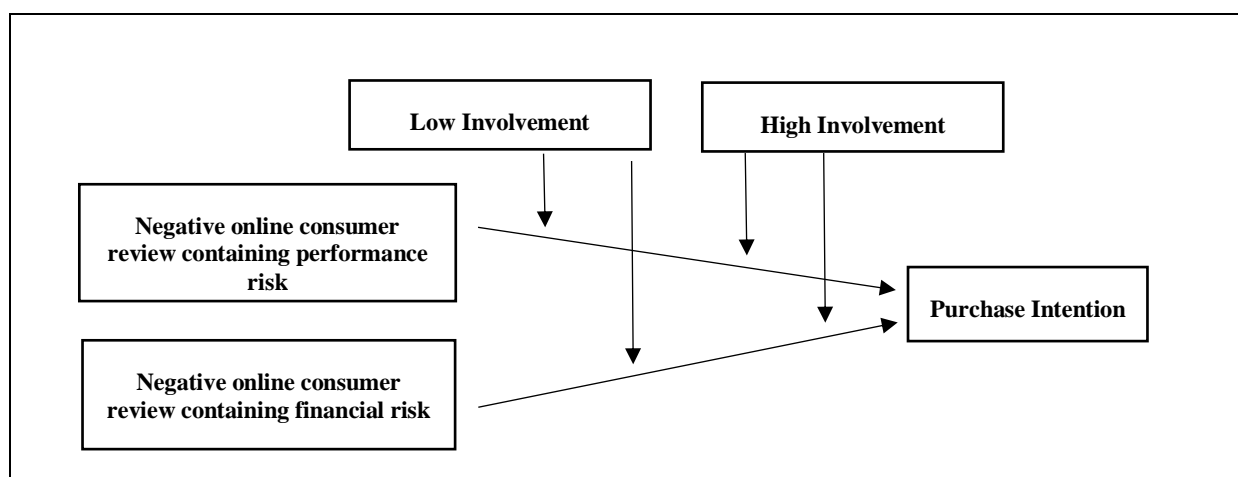 Low Involvement
High Involvement
Negative online consumer
review containing performance
risk
Purchase Intention
Negative online consumer
review containing financial risk